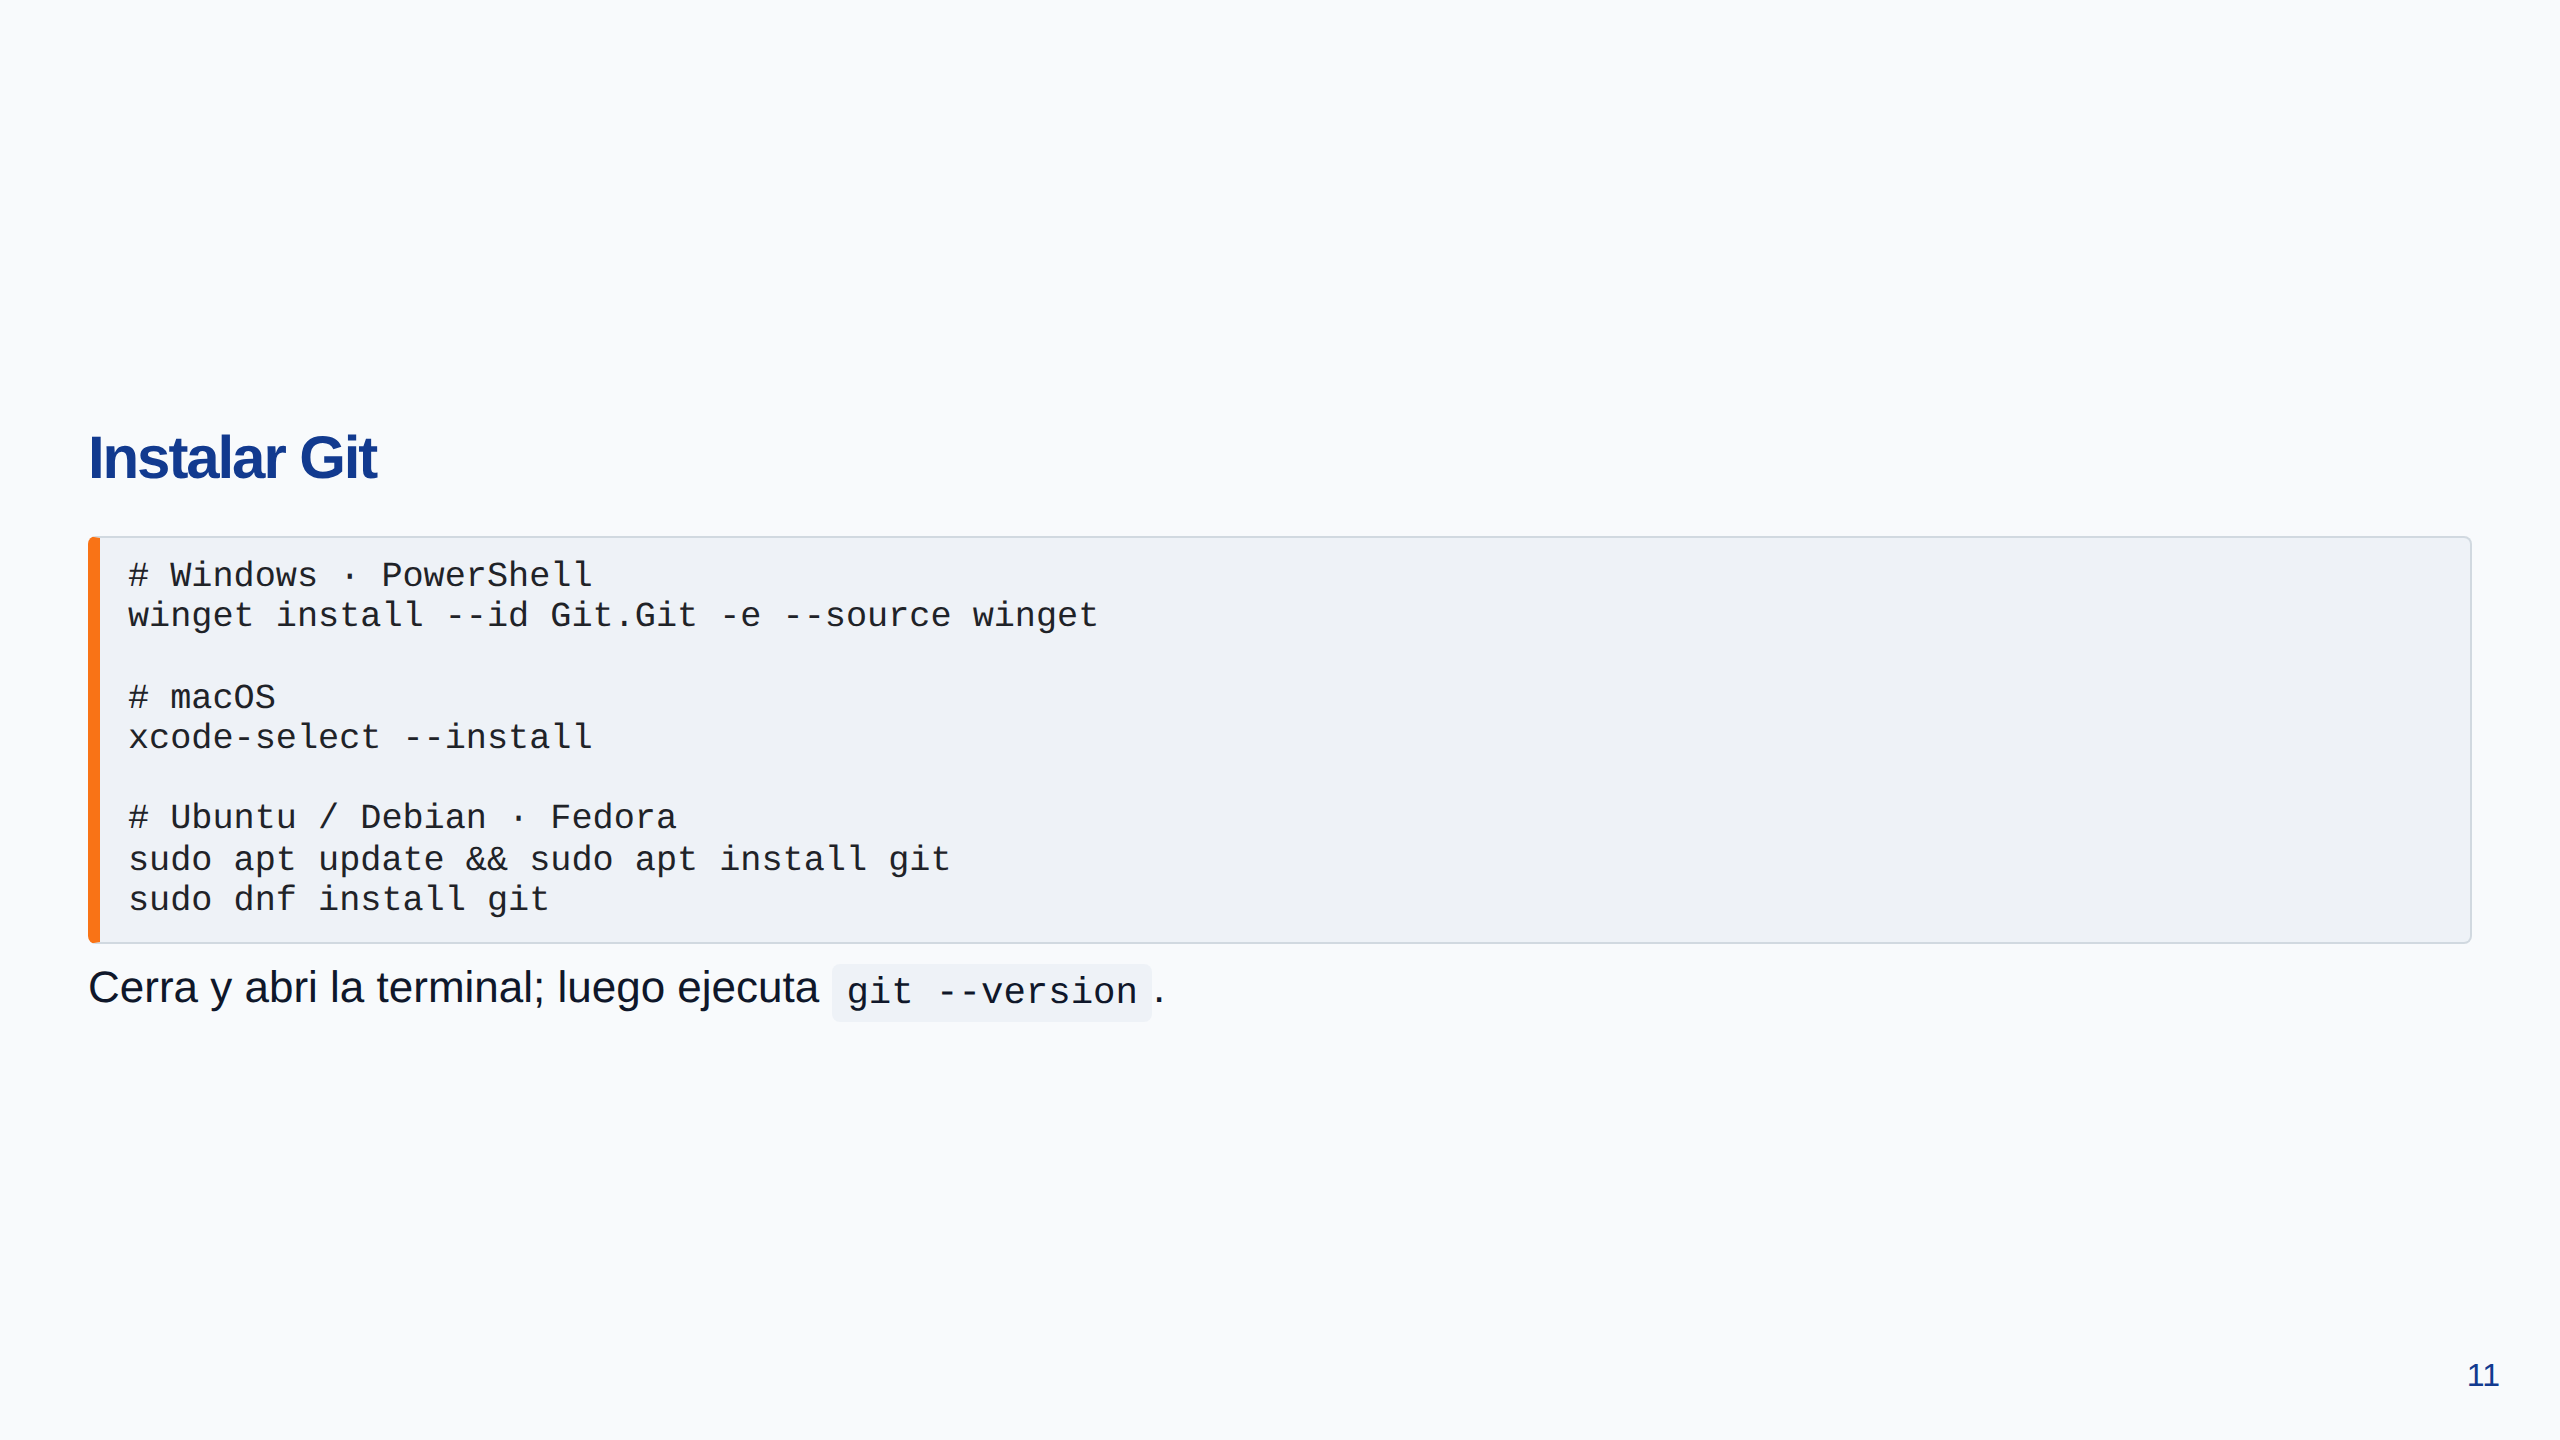 Instalar Git
# Windows · PowerShell
winget install --id Git.Git -e --source winget
# macOS
xcode-select --install
# Ubuntu / Debian · Fedora
sudo apt update && sudo apt install git
sudo dnf install git
Cerra y abri la terminal; luego ejecuta git --version.
11